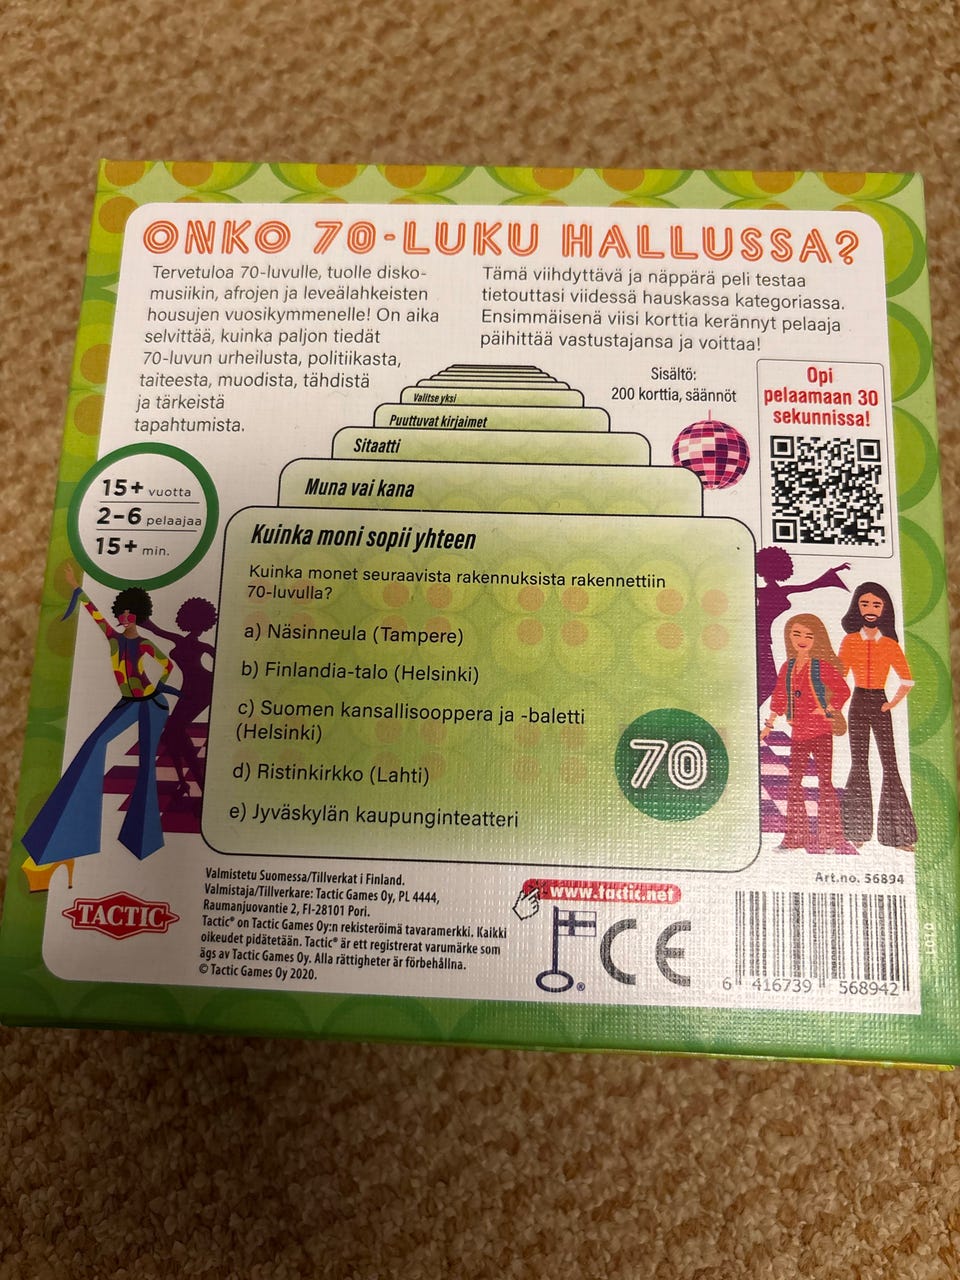 ONKO 70-LUKU HALLUSSA?
Tervetuloa 70-luvulle, tuolle disko-
musiikin, afrojen ja leveälahkeisten
housujen vuosikymmenelle! On aika
selvittää, kuinka paljon tiedät
70-luvun urheilusta, politiikasta,
taiteesta, muodista, tähdistä
ja tärkeistä
tapahtumista.
Tämä viihdyttävä ja näppärä peli testaa
tietouttasi viidessä hauskassa kategoriassa.
Ensimmäisenä viisi korttia kerännyt pelaaja
päihittää vastustajansa ja voittaa!
Sisältö:
200 korttia, säännöt
Opi
pelaamaan 30
sekunnissa!
15+ vuotta
2-6 pelaajaa
15+ min.
Valitse yksi
Puuttuvat kirjaimet
Sitaatti
Muna vai kana
Kuinka moni sopii yhteen
Kuinka monet seuraavista rakennuksista rakennettiin
70-luvulla?
a) Näsinneula (Tampere)
b) Finlandia-talo (Helsinki)
c) Suomen kansallisooppera ja -baletti
(Helsinki)
d) Ristinkirkko (Lahti)
e) Jyväskylän kaupunginteatteri
70
TACTIC
Valmistetu Suomessa/Tillverkat i Finland.
Valmistaja/Tillverkare: Tactic Games Oy, PL 4444,
Raumanjuovantie 2, FI-28101 Pori.
Tactic® on Tactic Games Oy:n rekisteröimä tavaramerkki. Kaikki
oikeudet pidätetään. Tactic® är ett registrerat varumärke som
ägs av Tactic Games Oy. Alla rättigheter är förbehållna.
© Tactic Games Oy 2020.
www.tactic.net
®
CE
Art.no. 56894
6 416739 568942